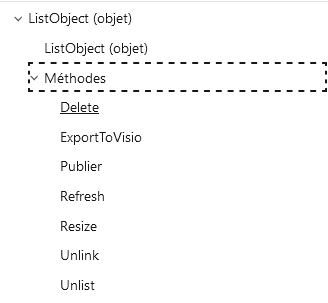 ListObject (objet)
ListObject (objet)
Méthodes
Delete
ExportToVisio
Publier
Refresh
Resize
Unlink
Unlist